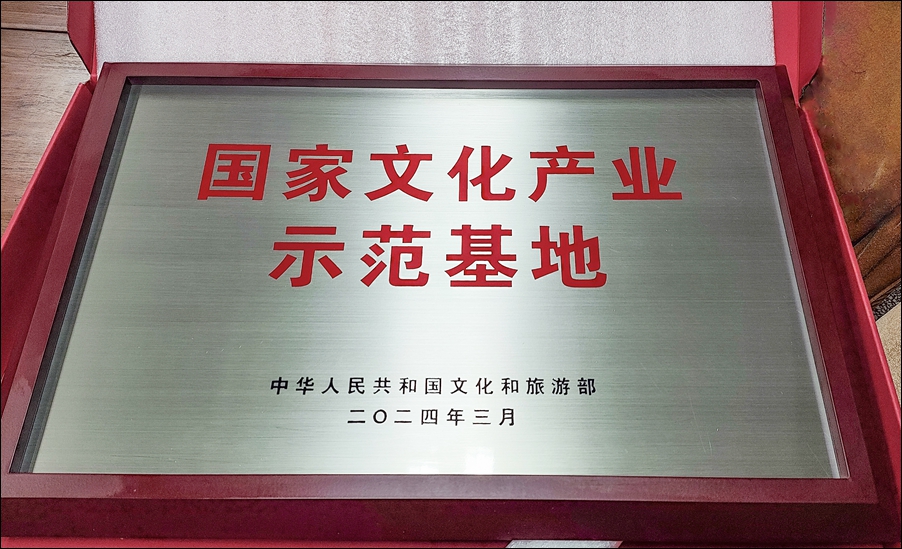 国家文化产业
示范基地
中华人民共和国文化和旅游部
二〇二四年三月